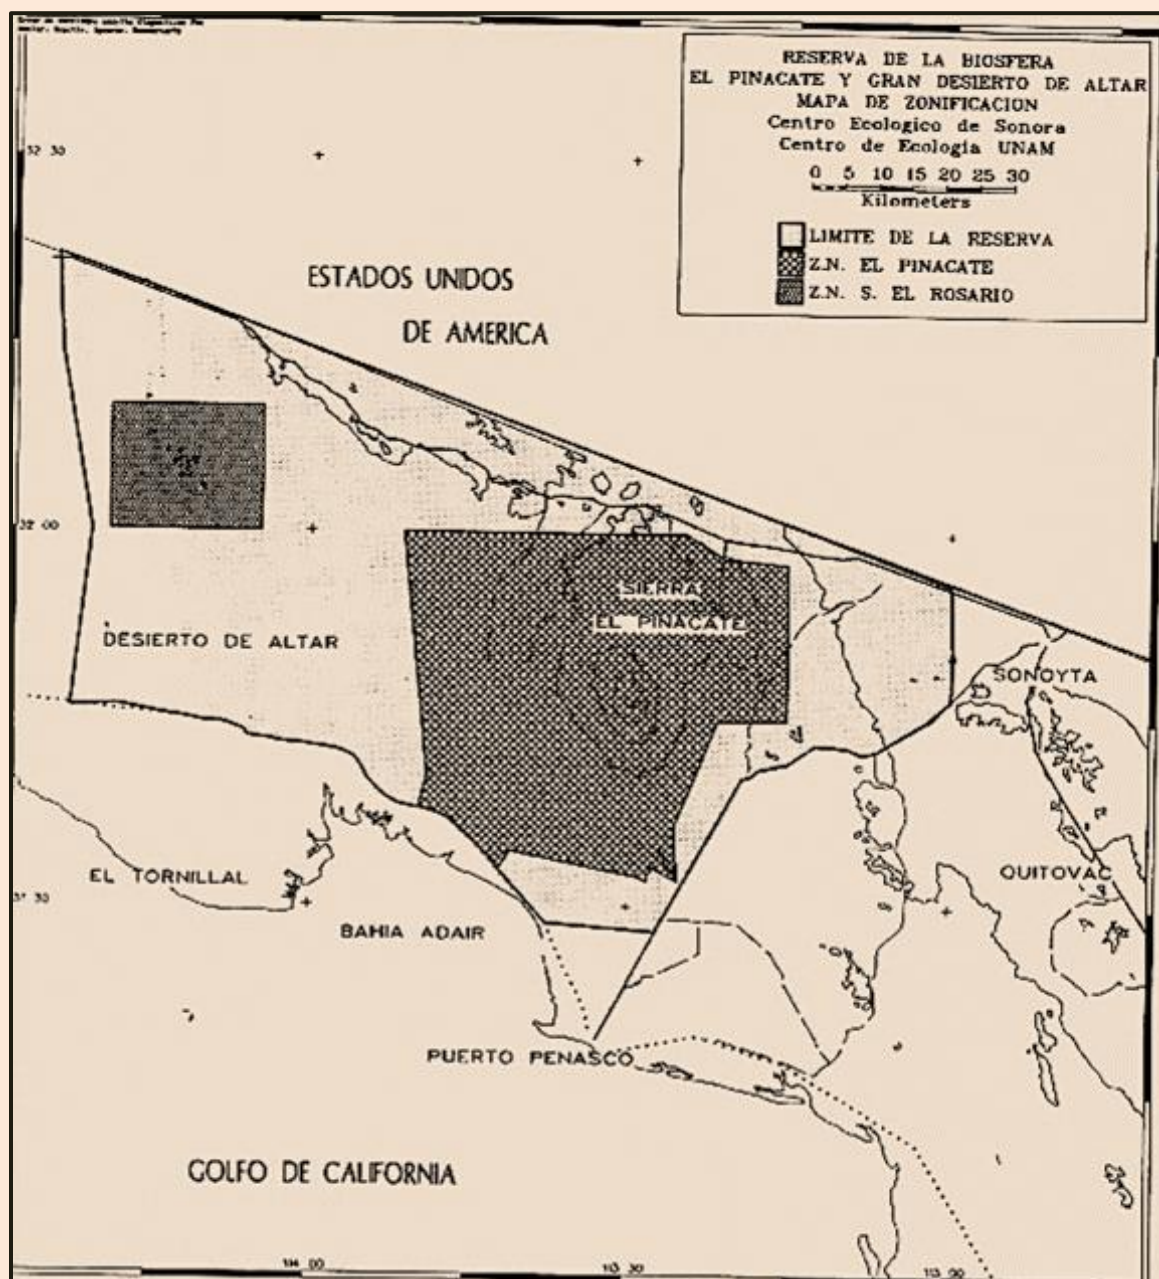 RESERVA DE LA BIOSFERA
EL PINACATE Y GRAN DESIERTO DE ALTAR
MAPA DE ZONIFICACION
Centro Ecologico de Sonora
Centro de Ecologia UNAM
0 5 10 15 20 25 30
Kilometers
LIMITE DE LA RESERVA
Z.N. EL PINACATE
Z.N. S. EL ROSARIO
32 30
ESTADOS UNIDOS
DE AMERICA
32 00
SIERRA
EL PINACATE
DESIERTO DE ALTAR
SONOYTA
EL TORNILLAL
QUITOVAC
30
BAHIA ADAIR
PUERTO PENASCO
GOLFO DE CALIFORNIA
114 00
113 30
113 00